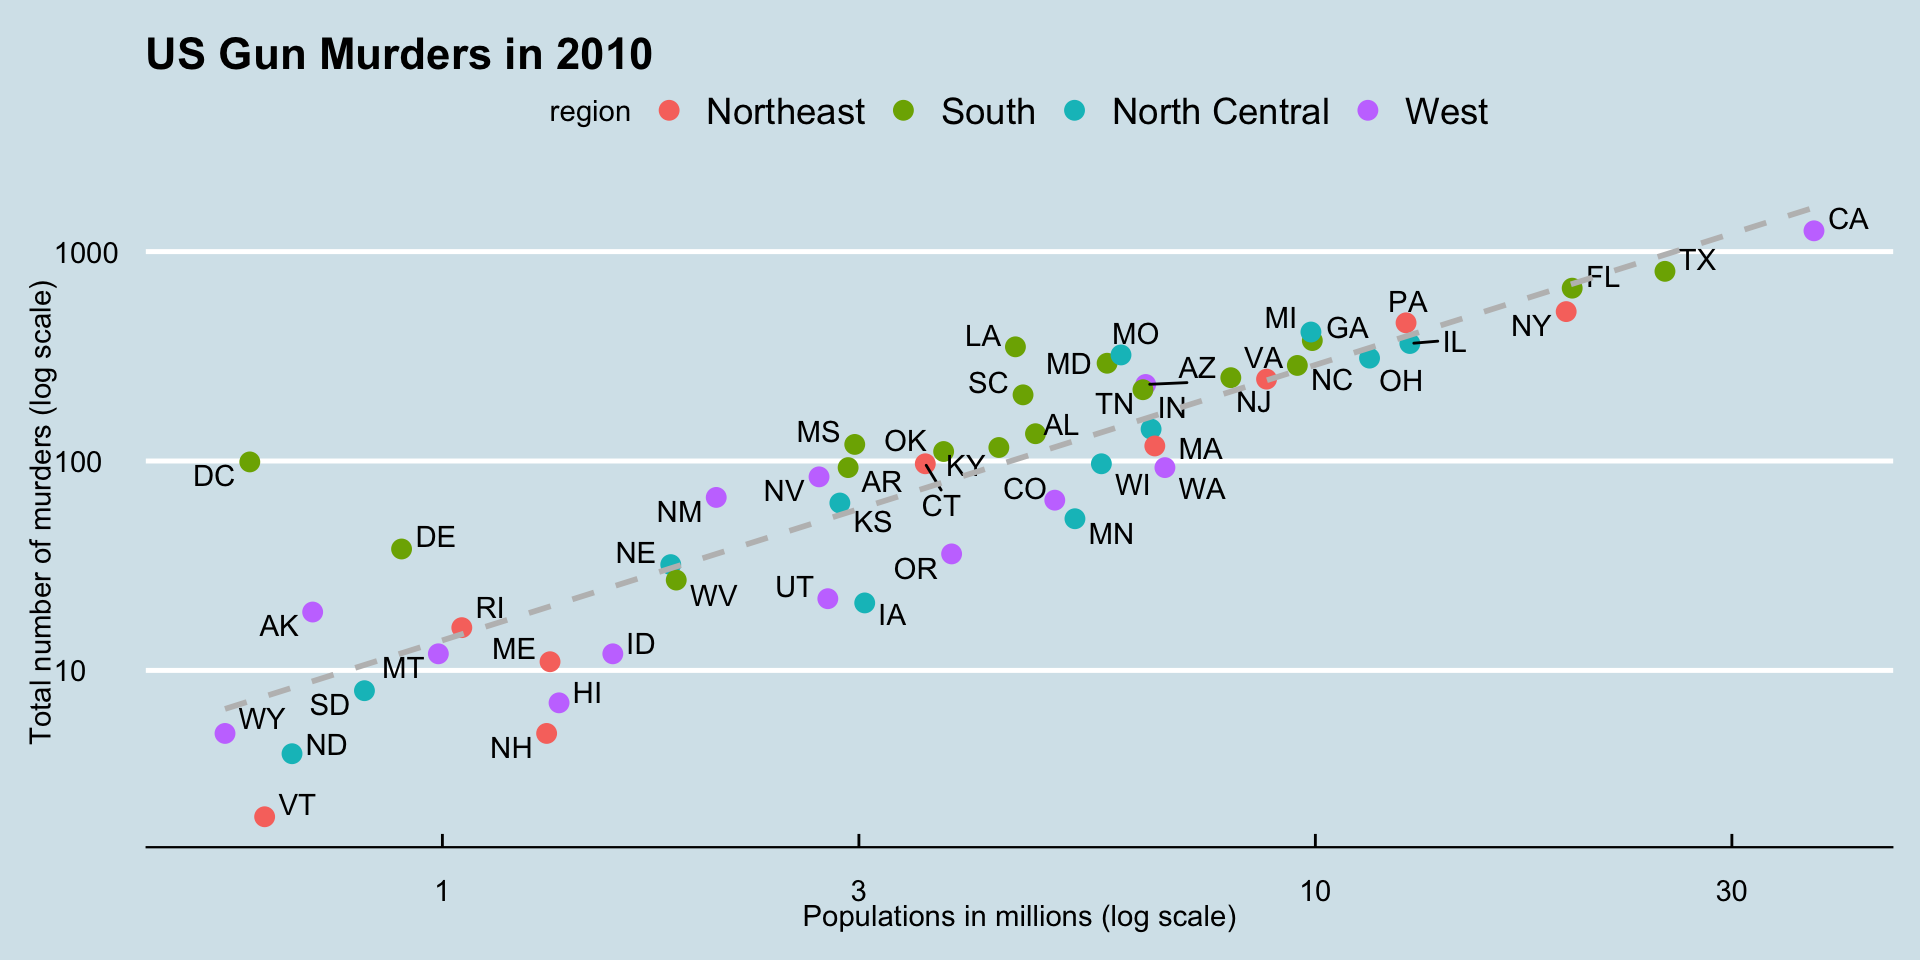 US Gun Murders in 2010
region Northeast South North Central West
Total number of murders (log scale)
1000
100
10
CA
TX
FL
NY
PA
MI
GA
IL
MO
LA
MD
AZ
VA
OH
NC
SC
TN
IN
NJ
AL
MS
OK
MA
KY
DC
AR
NV
CO
WI
WA
CT
NM
KS
MN
DE
NE
OR
UT
WV
RI
IA
AK
ME
ID
MT
HI
SD
WY
ND
NH
VT
1 3 10 30
Populations in millions (log scale)